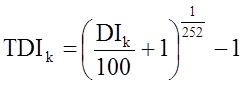 TDI_k = (DI_k/100 + 1)^(1/252) − 1